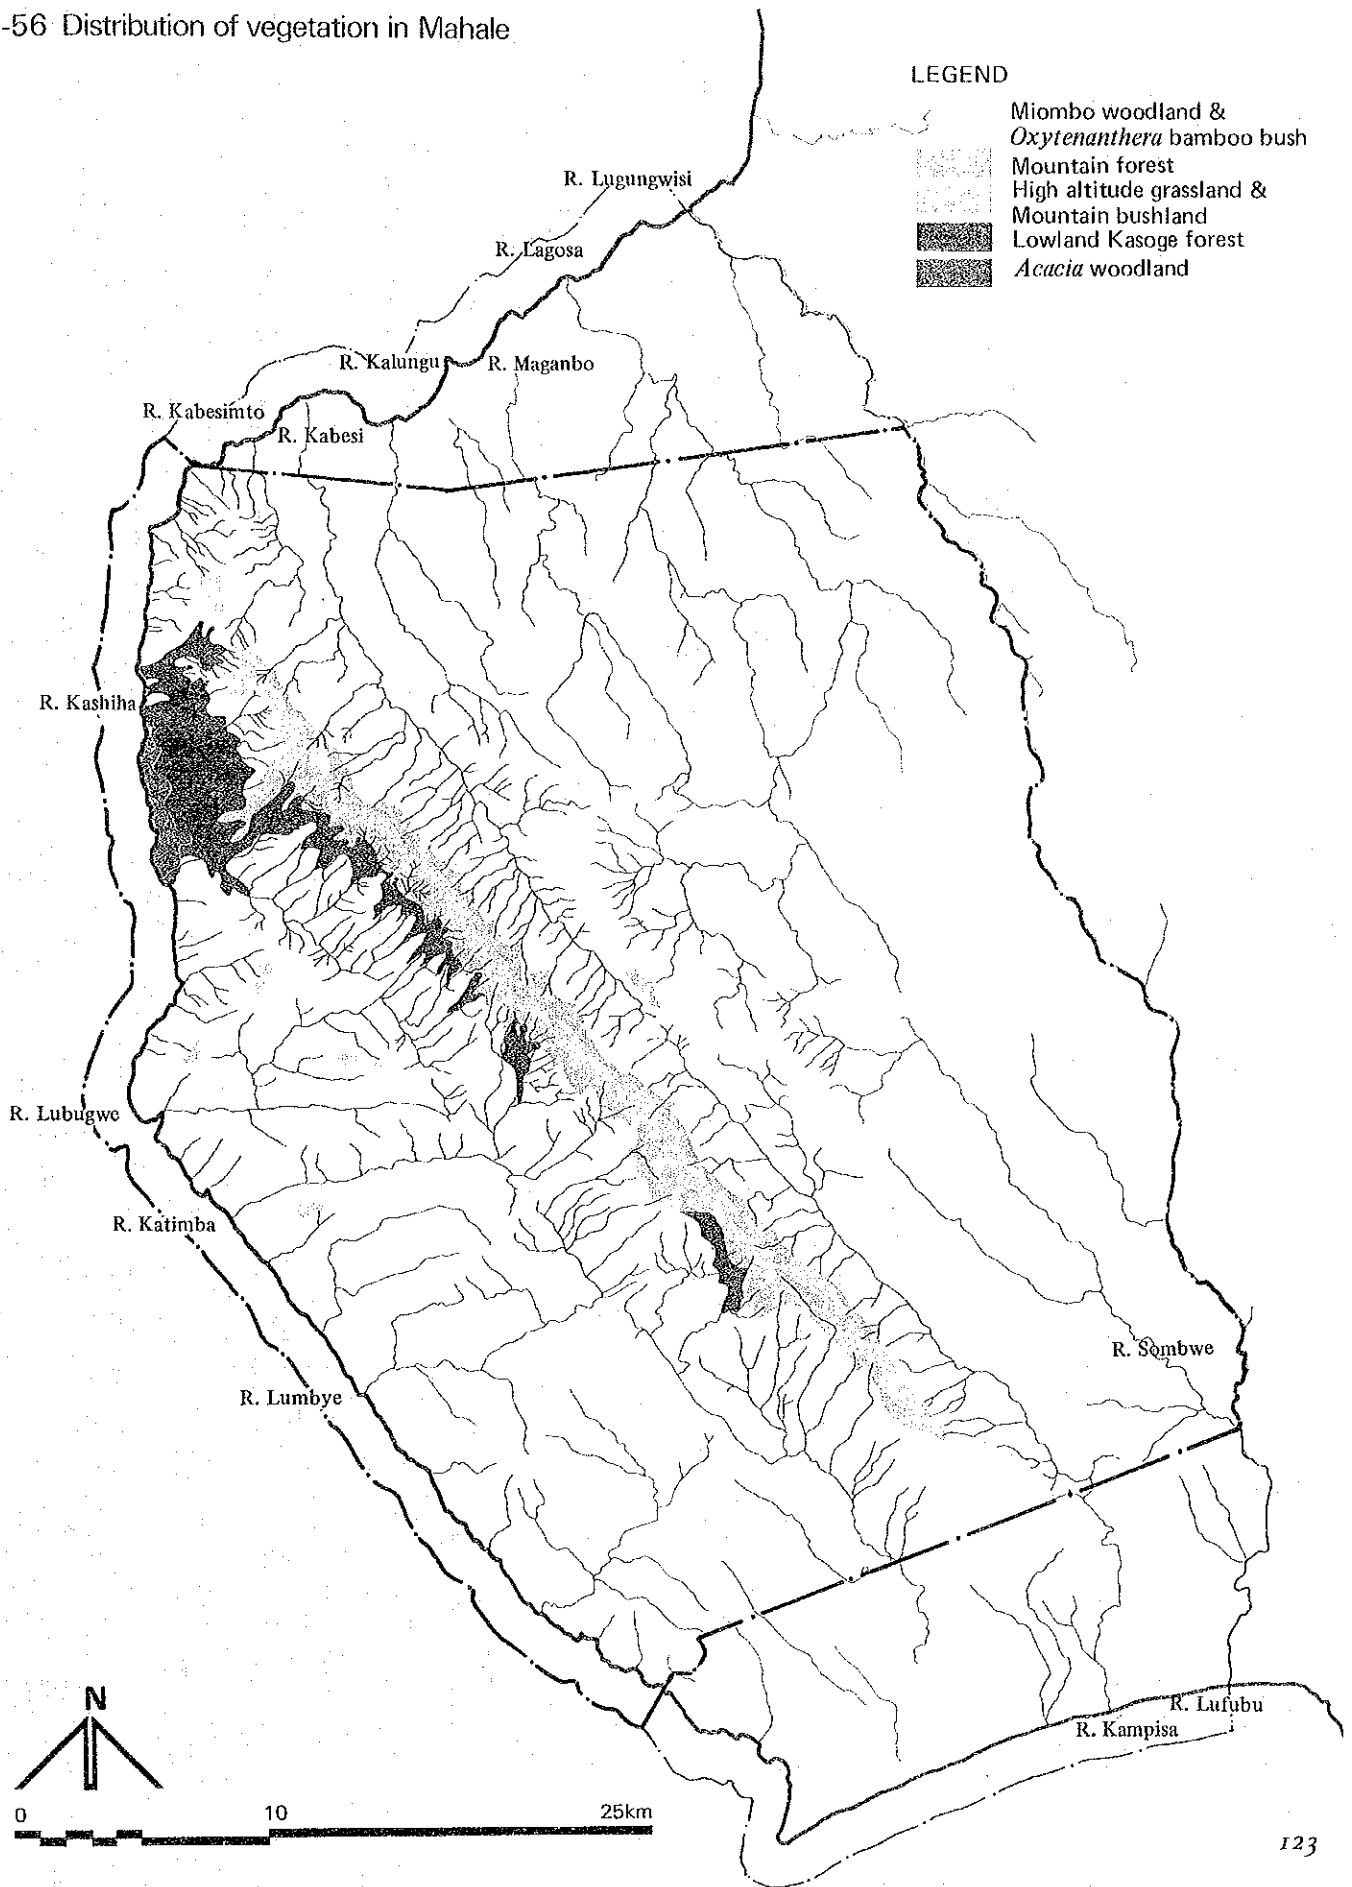 -56 Distribution of vegetation in Mahale
LEGEND
Miombo woodland &
Oxytenanthera bamboo bush
Mountain forest
High altitude grassland &
Mountain bushland
Lowland Kasoge forest
Acacia woodland
R. Lugungwisi
R. Lagosa
R. Kalungu
R. Maganbo
R. Kabesimto
R. Kabesi
R. Kashiha
R. Lubugwe
R. Katimba
R. Sombwe
R. Lumbye
R. Lufubu
R. Kampisa
N
0 10 25km
123